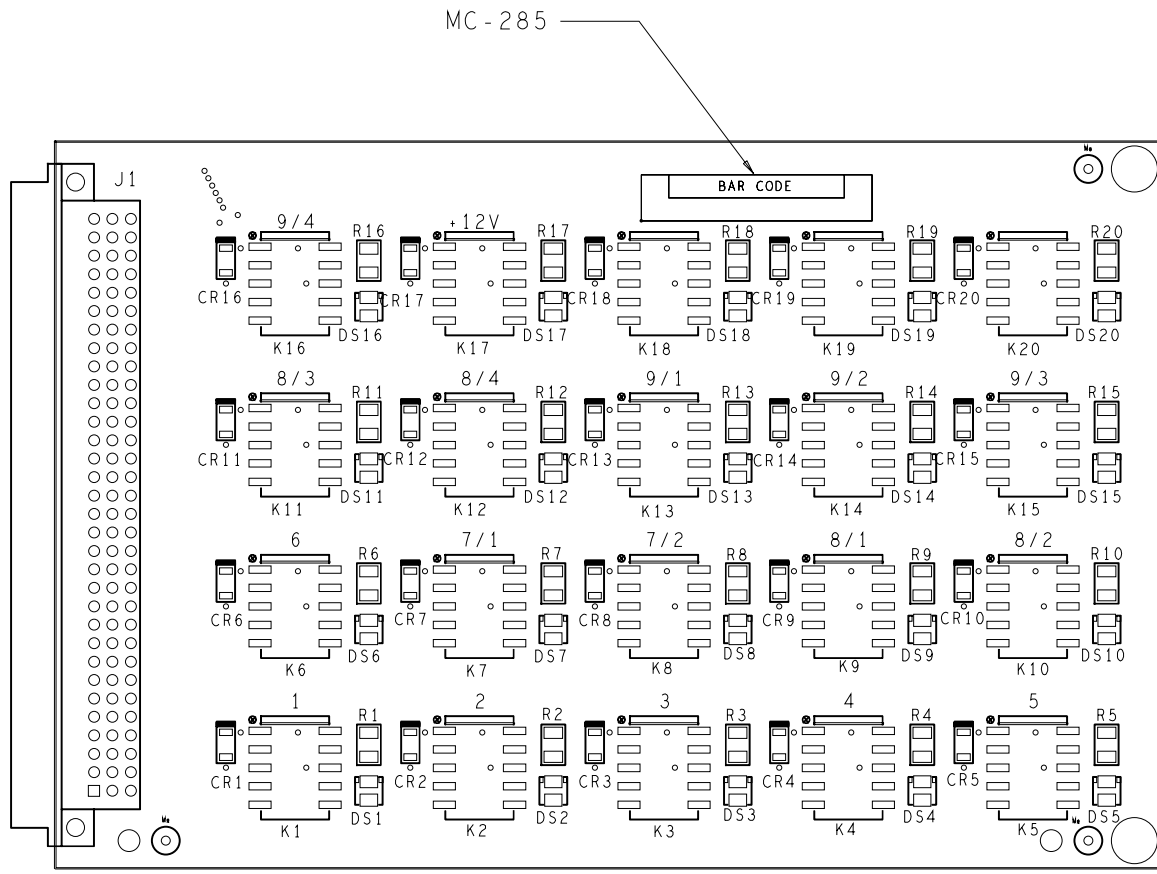 MC-285
J1
BAR CODE
9/4 R16 +12V R17 R18 R19 R20
CR16 CR17 CR18 CR19 CR20
DS16 DS17 DS18 DS19 DS20
K16 K17 K18 K19 K20
8/3 R11 8/4 R12 9/1 R13 9/2 R14 9/3 R15
CR11 CR12 CR13 CR14 CR15
DS11 DS12 DS13 DS14 DS15
K11 K12 K13 K14 K15
6 R6 7/1 R7 7/2 R8 8/1 R9 8/2 R10
CR6 CR7 CR8 CR9 CR10
DS6 DS7 DS8 DS9 DS10
K6 K7 K8 K9 K10
1 R1 2 R2 3 R3 4 R4 5 R5
CR1 CR2 CR3 CR4 CR5
DS1 DS2 DS3 DS4 DS5
K1 K2 K3 K4 K5